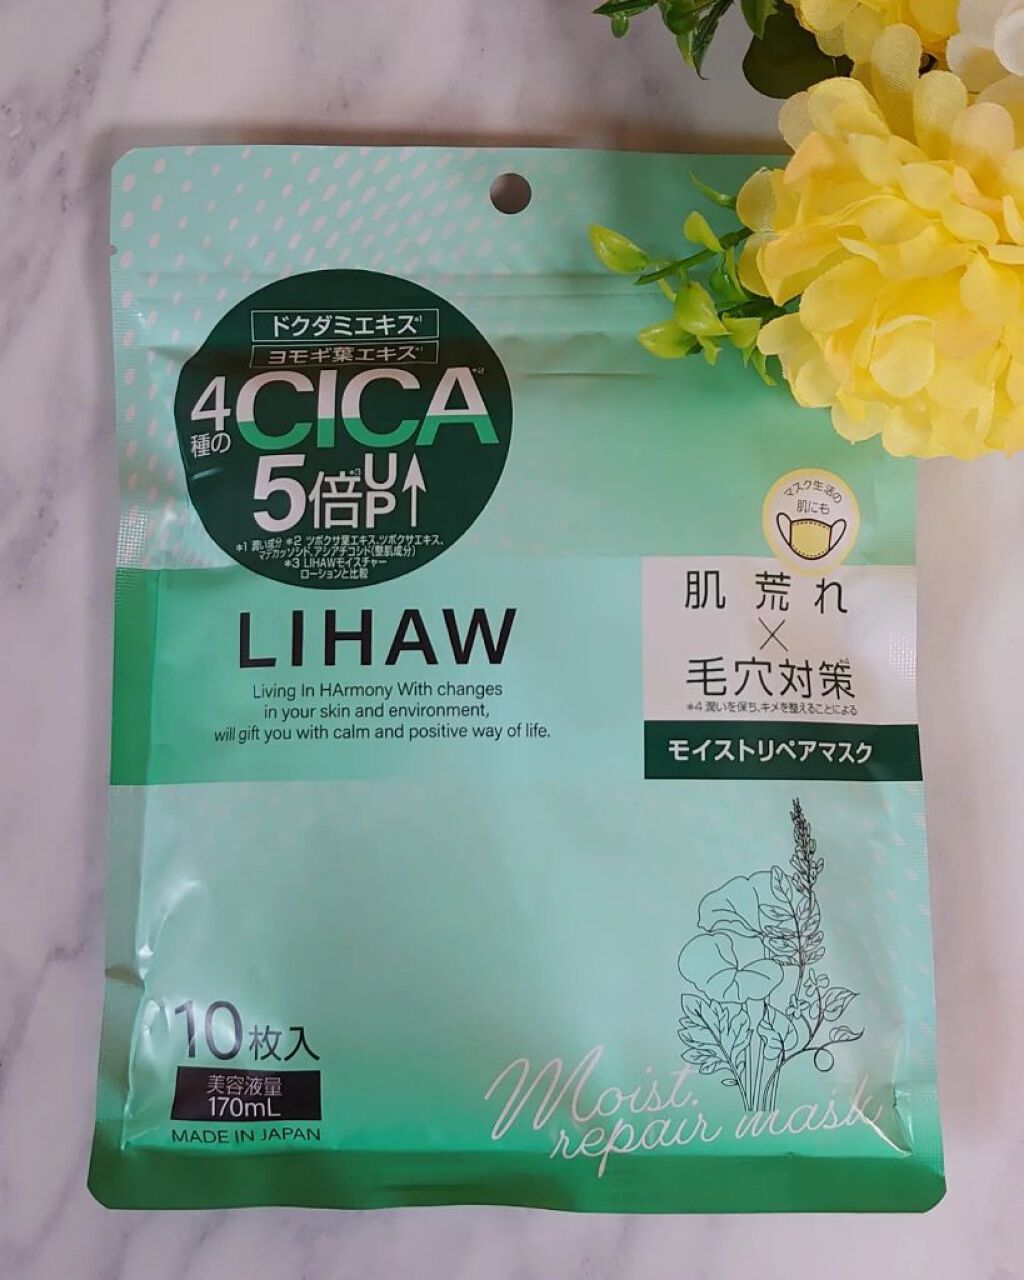 ドクダミエキス*1
ヨモギ葉エキス*1
4種のCICA*2
5倍UP↑*3
*1 潤い成分 *2 ツボクサ葉エキス、ツボクサエキス、
マデカッソシド、アシアチコシド(整肌成分)
*3 LIHAWモイスチャー
ローションと比較
マスク生活の
肌にも
LIHAW
Living In HArmony With changes
in your skin and environment,
will gift you with calm and positive way of life.
肌荒れ
×
毛穴対策*4
*4 潤いを保ち、キメを整えることによる
モイストリペアマスク
10枚入
美容液量
170mL
MADE IN JAPAN
Moist
repair mask